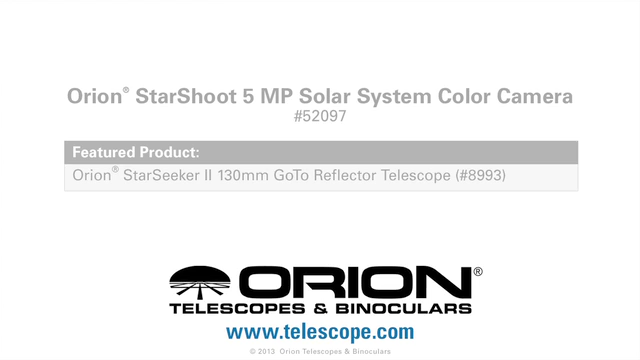 Orion® StarShoot 5 MP Solar System Color Camera
#52097
Featured Product:
Orion® StarSeeker II 130mm GoTo Reflector Telescope (#8993)
ORION®
TELESCOPES & BINOCULARS
www.telescope.com
© 2013 Orion Telescopes & Binoculars